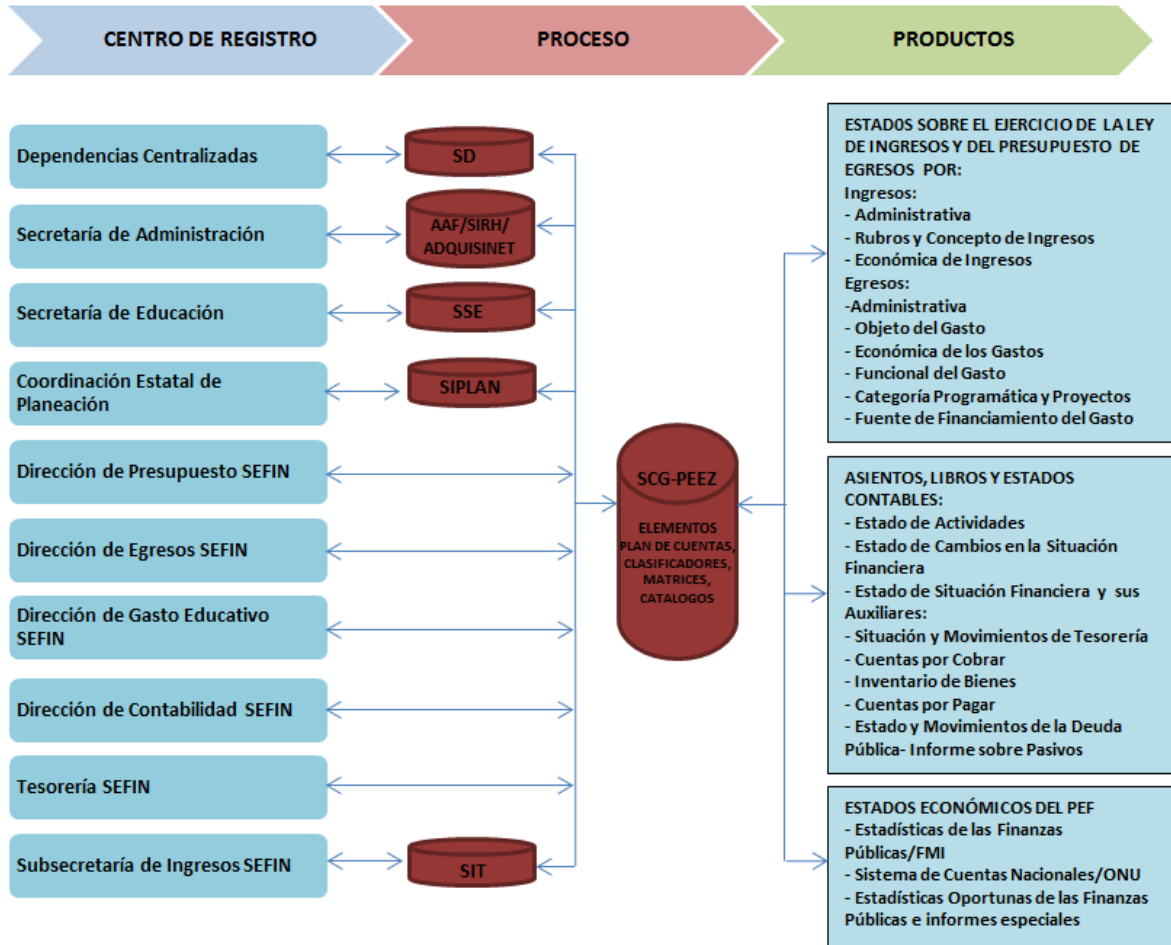 CENTRO DE REGISTRO
PROCESO
PRODUCTOS
Dependencias Centralizadas
Secretaría de Administración
Secretaría de Educación
Coordinación Estatal de
Planeación
Dirección de Presupuesto SEFIN
Dirección de Egresos SEFIN
Dirección de Gasto Educativo
SEFIN
Dirección de Contabilidad SEFIN
Tesorería SEFIN
Subsecretaría de Ingresos SEFIN
SD
AAF/SIRH/
ADQUISINET
SSE
SIPLAN
SIT
SCG-PEEZ
ELEMENTOS
PLAN DE CUENTAS,
CLASIFICADORES,
MATRICES,
CATALOGOS
ESTAD0S SOBRE EL EJERCICIO DE LA LEY
DE INGRESOS Y DEL PRESUPUESTO DE
EGRESOS POR:
Ingresos:
- Administrativa
- Rubros y Concepto de Ingresos
- Económica de Ingresos
Egresos:
-Administrativa
- Objeto del Gasto
- Económica de los Gastos
- Funcional del Gasto
- Categoría Programática y Proyectos
- Fuente de Financiamiento del Gasto
ASIENTOS, LIBROS Y ESTADOS
CONTABLES:
- Estado de Actividades
- Estado de Cambios en la Situación
Financiera
- Estado de Situación Financiera y sus
Auxiliares:
- Situación y Movimientos de Tesorería
- Cuentas por Cobrar
- Inventario de Bienes
- Cuentas por Pagar
- Estado y Movimientos de la Deuda
Pública- Informe sobre Pasivos
ESTADOS ECONÓMICOS DEL PEF
- Estadísticas de las Finanzas
Públicas/FMI
- Sistema de Cuentas Nacionales/ONU
- Estadísticas Oportunas de las Finanzas
Públicas e informes especiales